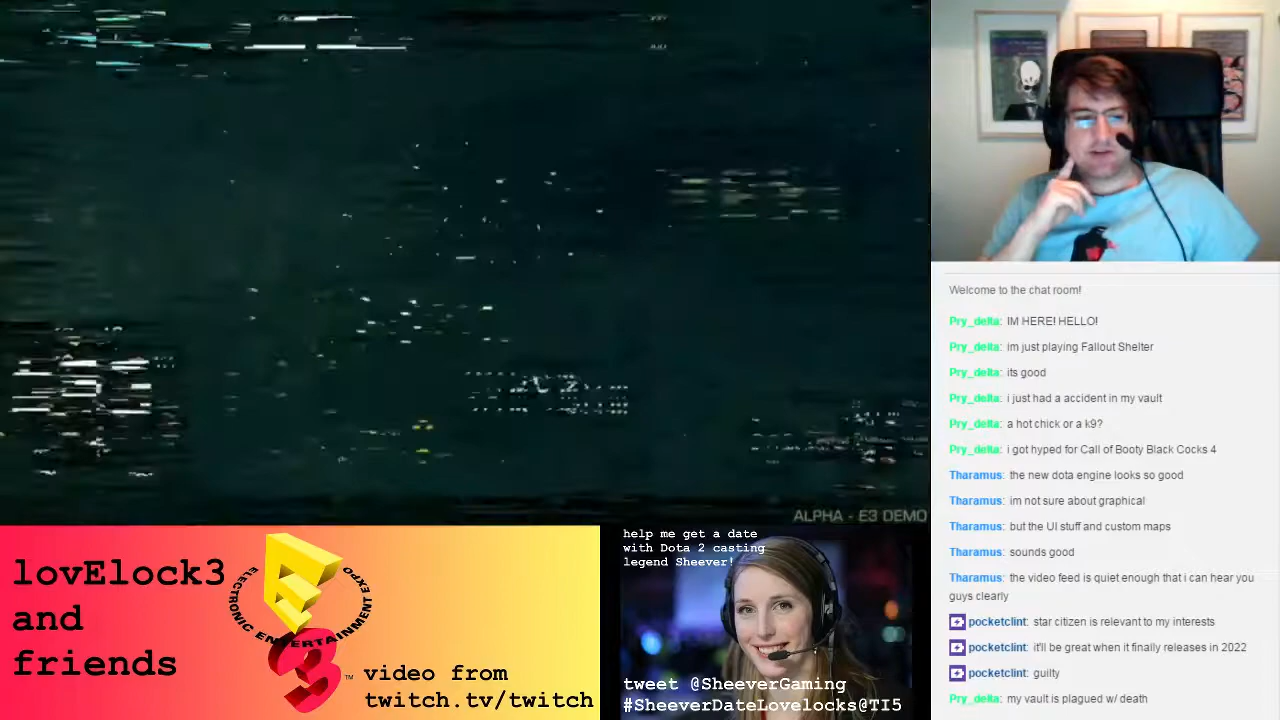 ALPHA - E3 DEMO
Welcome to the chat room!
Pry_delta: IM HERE! HELLO!
Pry_delta: im just playing Fallout Shelter
Pry_delta: its good
Pry_delta: i just had a accident in my vault
Pry_delta: a hot chick or a k9?
Pry_delta: i got hyped for Call of Booty Black Cocks 4
Tharamus: the new dota engine looks so good
Tharamus: im not sure about graphical
Tharamus: but the UI stuff and custom maps
Tharamus: sounds good
Tharamus: the video feed is quiet enough that i can hear you
guys clearly
pocketclint: star citizen is relevant to my interests
pocketclint: it'll be great when it finally releases in 2022
pocketclint: guilty
Pry_delta: my vault is plagued w/ death
lovElock3
and
friends
E3
ELECTRONIC ENTERTAINMENT EXPO
TM
video from
twitch.tv/twitch
help me get a date
with Dota 2 casting
legend Sheever!
tweet @SheeverGaming
#SheeverDateLovelocks@TI5